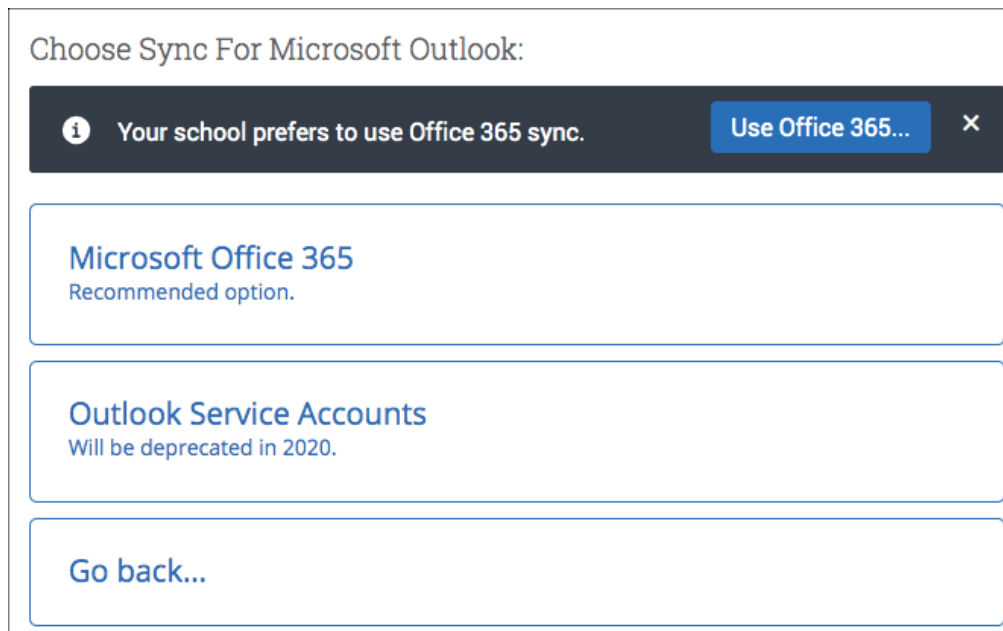 Choose Sync For Microsoft Outlook:
Your school prefers to use Office 365 sync.
Use Office 365...
Microsoft Office 365
Recommended option.
Outlook Service Accounts
Will be deprecated in 2020.
Go back...